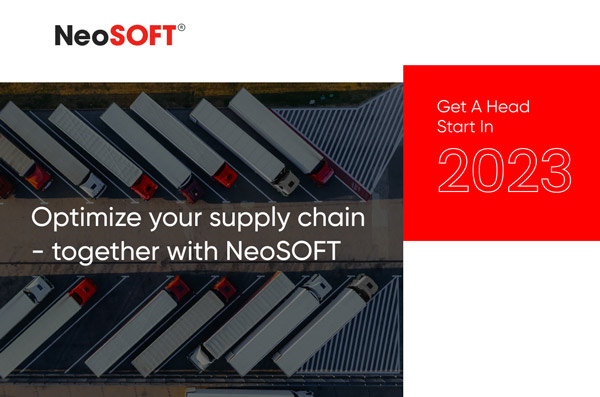 NeoSOFT®
Get A Head
Start In
2023
Optimize your supply chain
- together with NeoSOFT